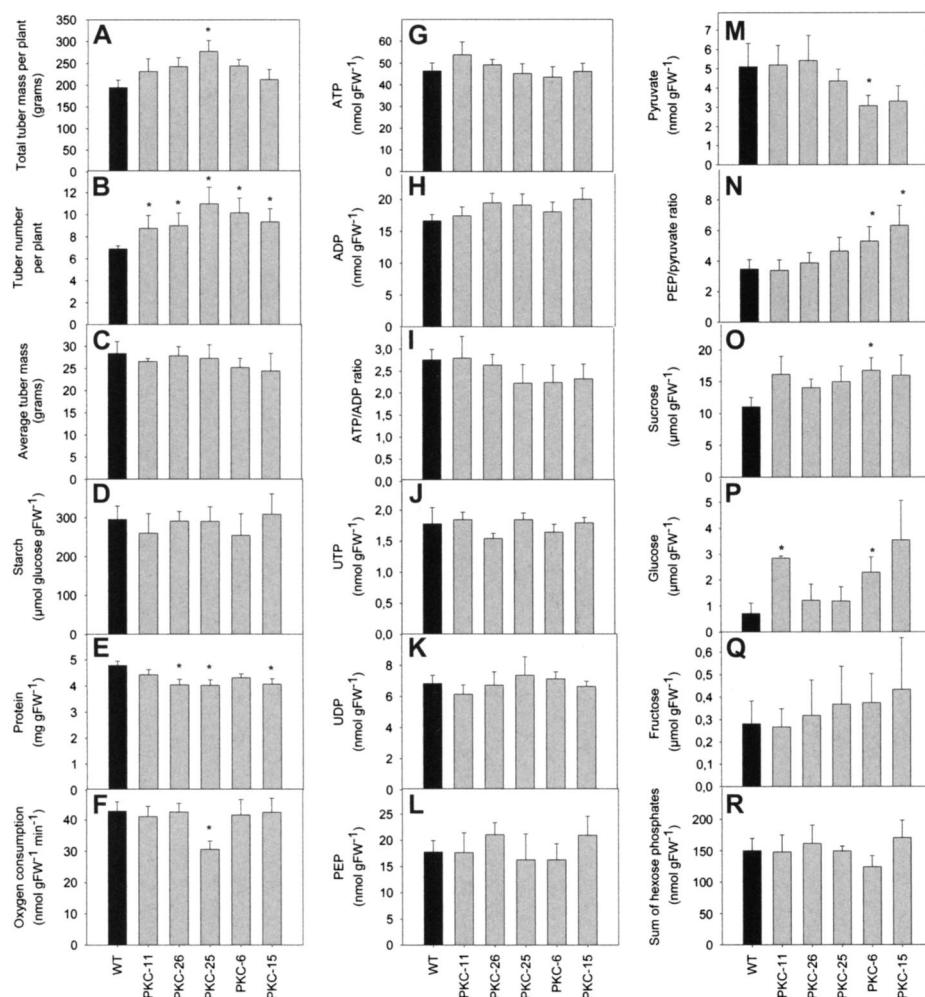 A
Total tuber mass per plant
(grams)
350
300
250
200
150
100
50
0
*
B
Tuber number
per plant
12
10
8
6
4
2
0
* * * * *
C
Average tuber mass
(grams)
30
25
20
15
10
5
0
D
Starch
(µmol glucose gFW⁻¹)
300
200
100
0
E
Protein
(mg gFW⁻¹)
5
4
3
2
1
0
* * *
F
Oxygen consumption
(nmol gFW⁻¹ min⁻¹)
40
30
20
10
0
*
WT
PKC-11
PKC-26
PKC-25
PKC-6
PKC-15
G
ATP
(nmol gFW⁻¹)
60
50
40
30
20
10
0
H
ADP
(nmol gFW⁻¹)
20
15
10
5
0
I
ATP/ADP ratio
3,0
2,5
2,0
1,5
1,0
0,5
0,0
J
UTP
(nmol gFW⁻¹)
2,0
1,5
1,0
0,5
0,0
K
UDP
(nmol gFW⁻¹)
8
6
4
2
0
L
PEP
(nmol gFW⁻¹)
25
20
15
10
5
0
WT
PKC-11
PKC-26
PKC-25
PKC-6
PKC-15
M
Pyruvate
(nmol gFW⁻¹)
7
6
5
4
3
2
1
0
*
N
PEP/pyruvate ratio
8
6
4
2
0
* *
O
Sucrose
(µmol gFW⁻¹)
20
15
10
5
0
*
P
Glucose
(µmol gFW⁻¹)
5
4
3
2
1
0
* *
Q
Fructose
(µmol gFW⁻¹)
0,6
0,5
0,4
0,3
0,2
0,1
0,0
R
Sum of hexose phosphates
(nmol gFW⁻¹)
200
150
100
50
0
WT
PKC-11
PKC-26
PKC-25
PKC-6
PKC-15